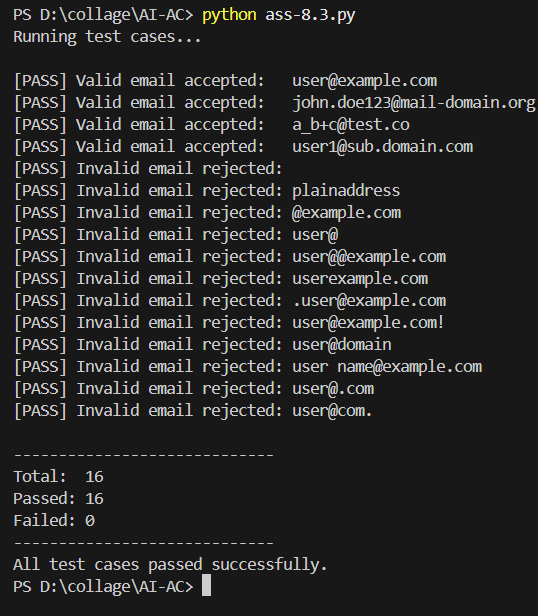 PS D:\collage\AI-AC> python ass-8.3.py
Running test cases...
[PASS] Valid email accepted:   user@example.com
[PASS] Valid email accepted:   john.doe123@mail-domain.org
[PASS] Valid email accepted:   a_b+c@test.co
[PASS] Valid email accepted:   user1@sub.domain.com
[PASS] Invalid email rejected:
[PASS] Invalid email rejected: plainaddress
[PASS] Invalid email rejected: @example.com
[PASS] Invalid email rejected: user@
[PASS] Invalid email rejected: user@@example.com
[PASS] Invalid email rejected: userexample.com
[PASS] Invalid email rejected: .user@example.com
[PASS] Invalid email rejected: user@example.com!
[PASS] Invalid email rejected: user@domain
[PASS] Invalid email rejected: user name@example.com
[PASS] Invalid email rejected: user@.com
[PASS] Invalid email rejected: user@com.
-----------------------------
Total:  16
Passed: 16
Failed: 0
-----------------------------
All test cases passed successfully.
PS D:\collage\AI-AC>